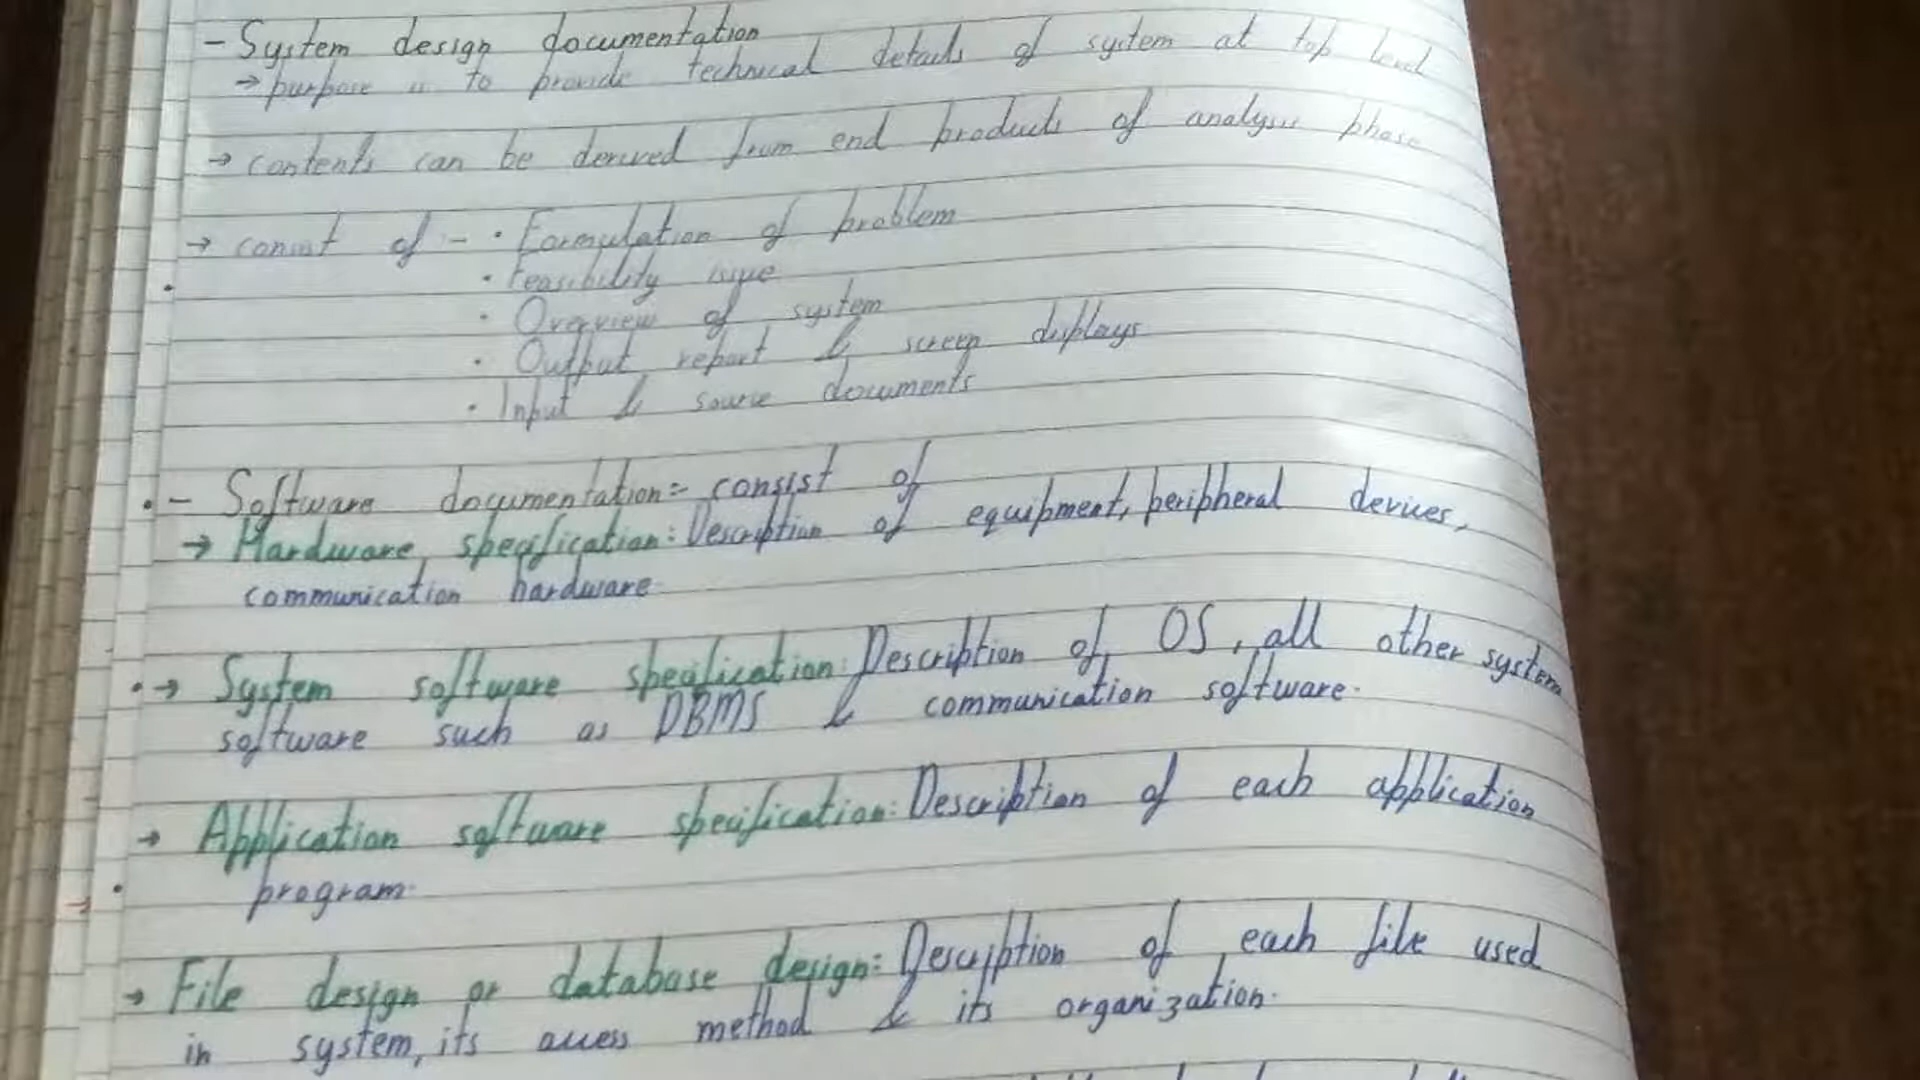 - System design documentation
→ purpose is to provide technical details of system at top level
→ contents can be derived from end products of analysis phase
→ consist of :- • Formulation of problem
• Feasibility issue
• Overview of system
• Output report & screen displays
• Input & source documents
- Software documentation:- consist of
→ Hardware specification: Description of equipment, peripheral devices,
communication hardware.
→ System software specification: Description of OS, all other system
software such as DBMS & communication software.
→ Application software specification: Description of each application
program.
→ File design or database design: Description of each file used
in system, its access method & its organization.